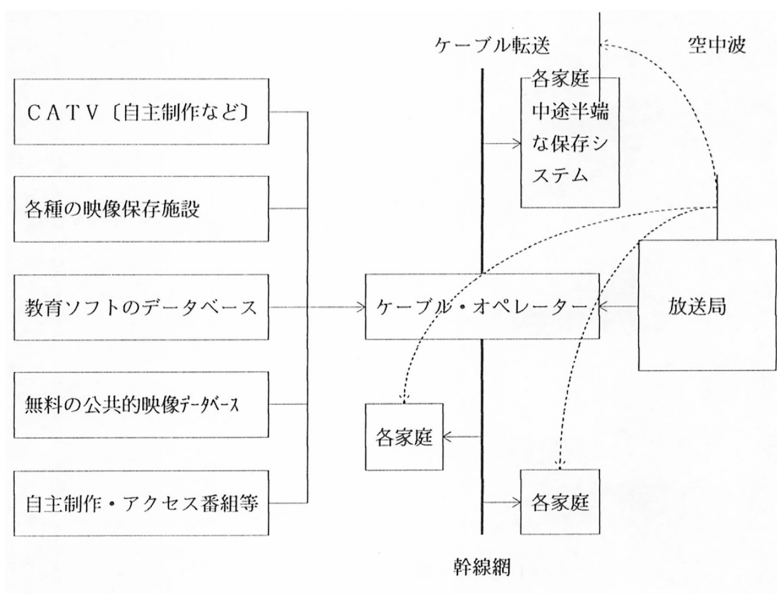 ケーブル転送
空中波
各家庭
中途半端
な保存シ
ステム
ＣＡＴＶ〔自主制作など〕
各種の映像保存施設
教育ソフトのデータベース
ケーブル・オペレーター
放送局
無料の公共的映像ﾃﾞｰﾀﾍﾞｰｽ
各家庭
自主制作・アクセス番組等
各家庭
幹線網